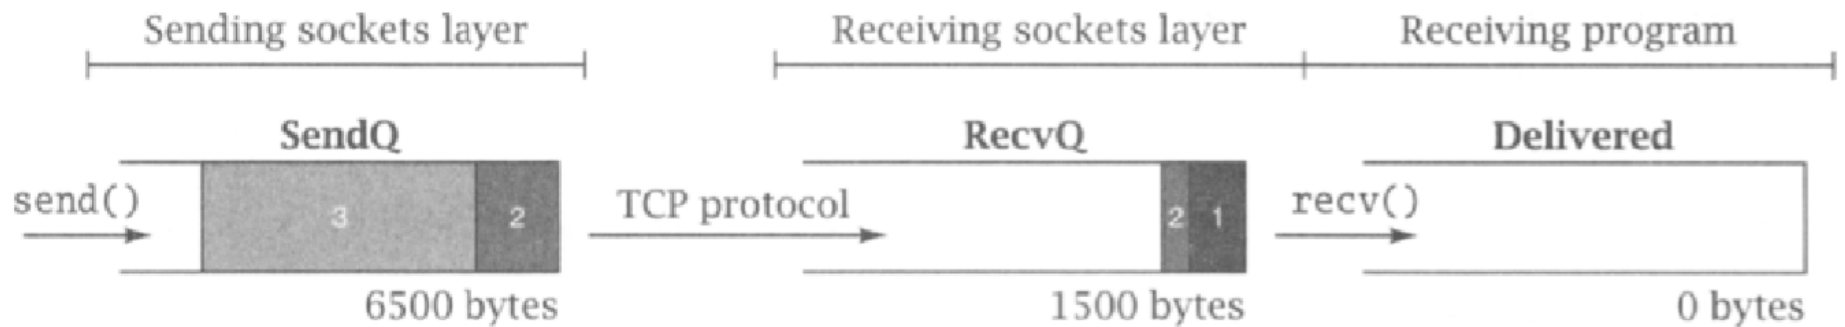 Sending sockets layer Receiving sockets layer Receiving program
SendQ RecvQ Delivered
send() 3 2 TCP protocol 2 1 recv()
6500 bytes 1500 bytes 0 bytes